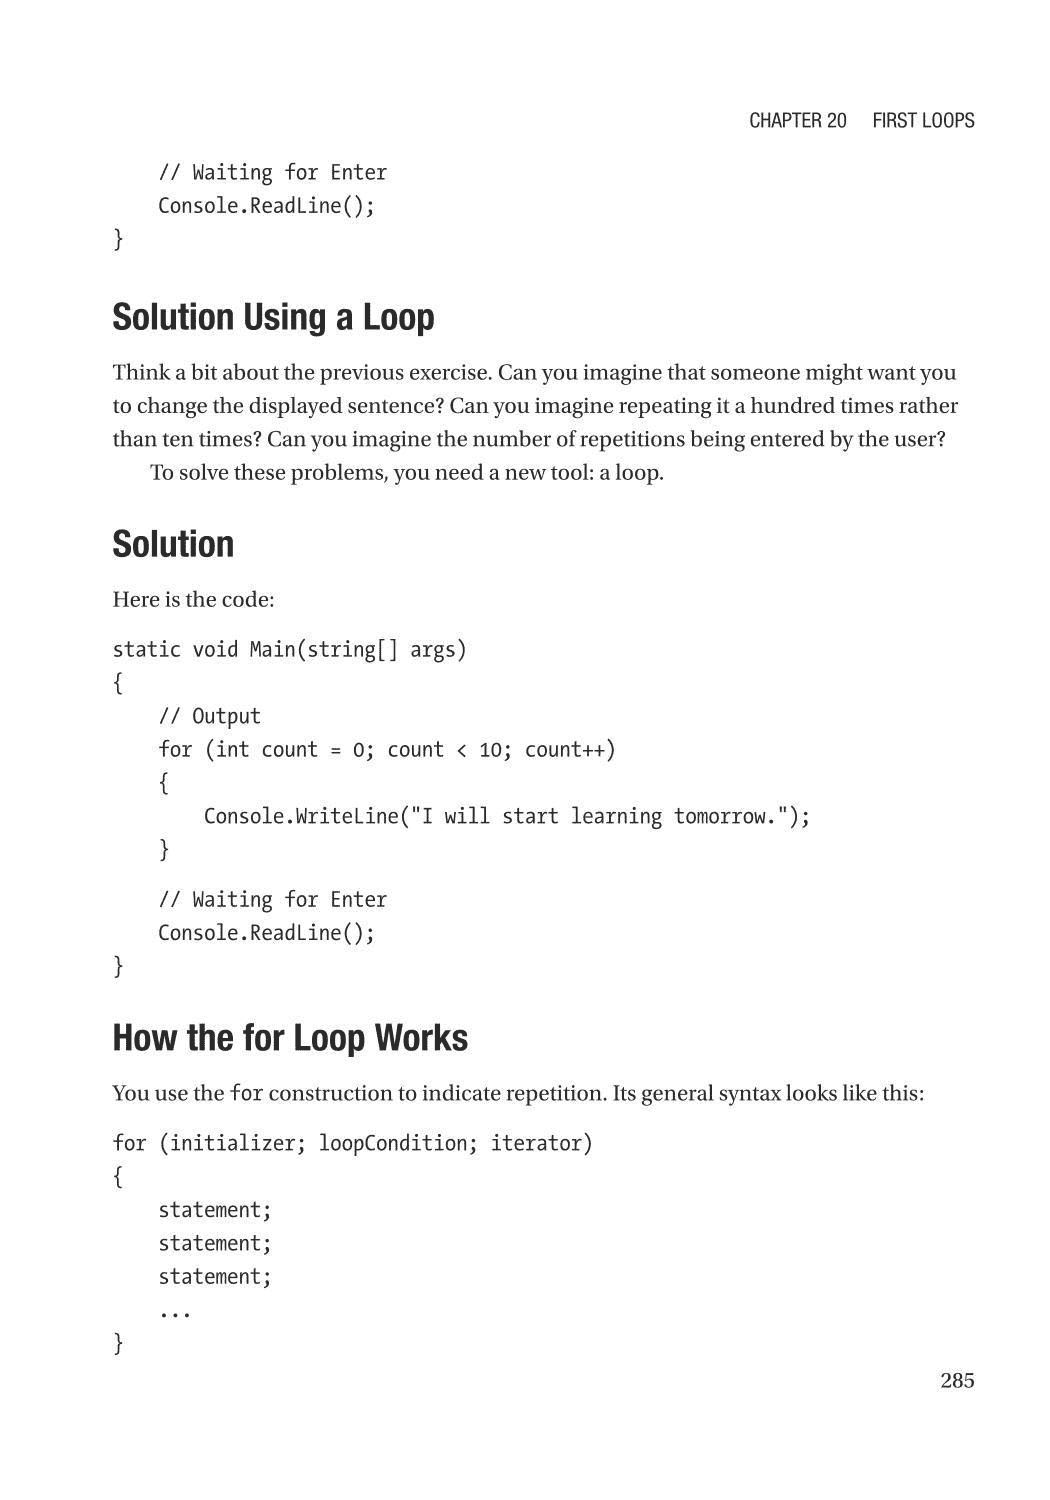 CHAPTER 20 FIRST LOOPS
// Waiting for Enter
Console.ReadLine();
}
Solution Using a Loop
Think a bit about the previous exercise. Can you imagine that someone might want you
to change the displayed sentence? Can you imagine repeating it a hundred times rather
than ten times? Can you imagine the number of repetitions being entered by the user?
To solve these problems, you need a new tool: a loop.
Solution
Here is the code:
static void Main(string[] args)
{
// Output
for (int count = 0; count < 10; count++)
{
Console.WriteLine("I will start learning tomorrow.");
}
// Waiting for Enter
Console.ReadLine();
}
How the for Loop Works
You use the for construction to indicate repetition. Its general syntax looks like this:
for (initializer; loopCondition; iterator)
{
statement;
statement;
statement;
...
}
285